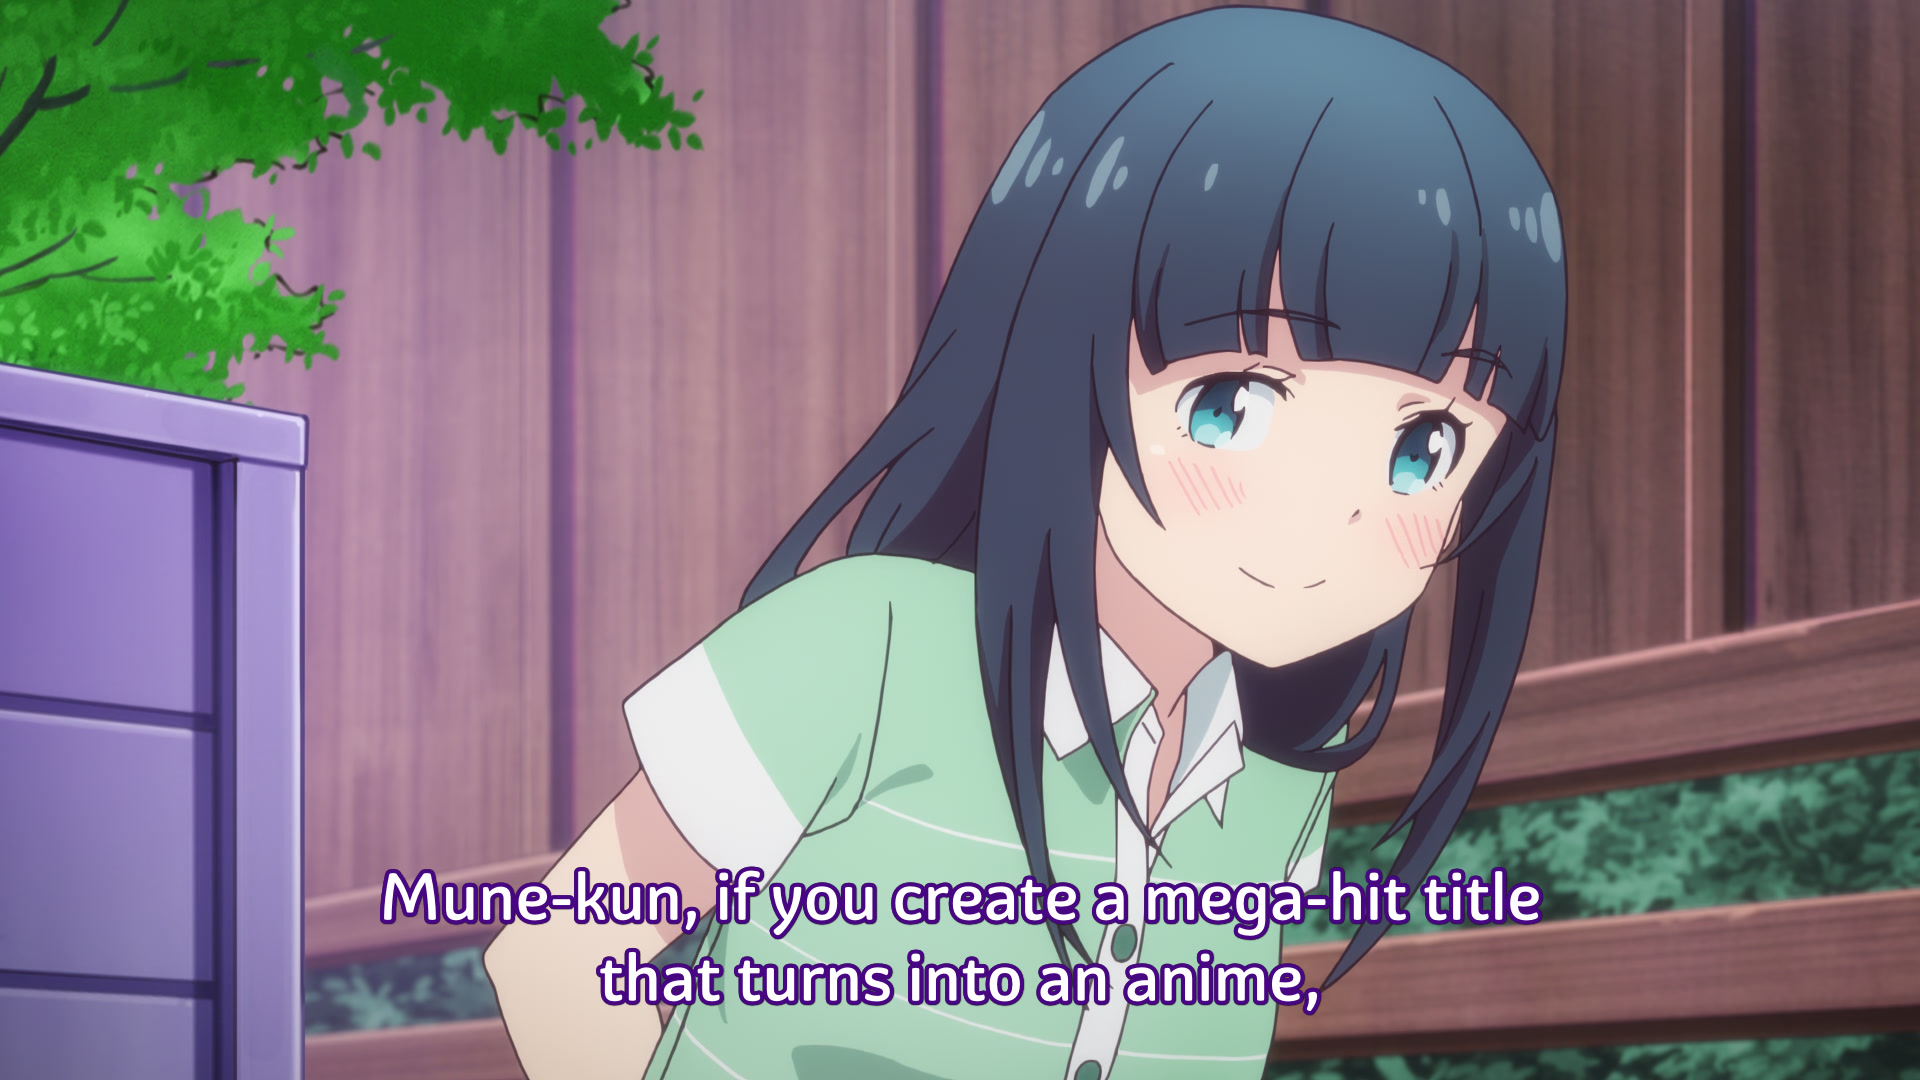 Mune-kun, if you create a mega-hit title
that turns into an anime,